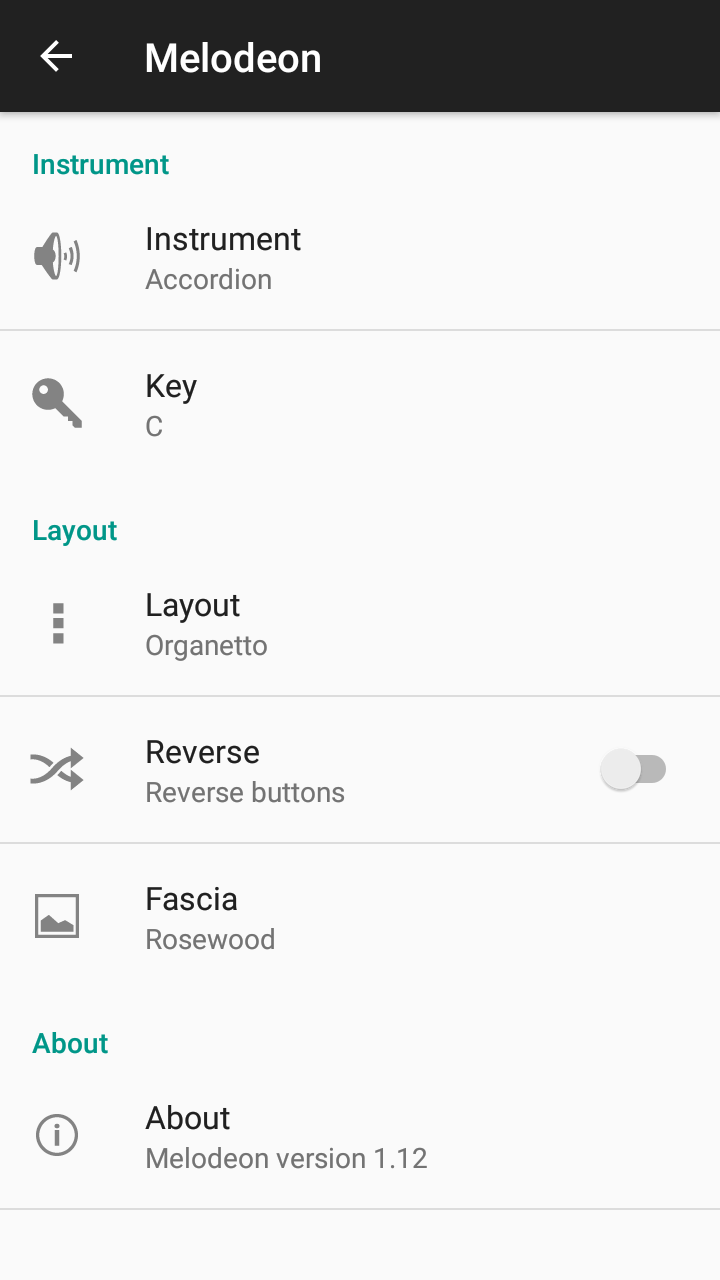 Melodeon
Instrument
Instrument
Accordion
Key
C
Layout
Layout
Organetto
Reverse
Reverse buttons
Fascia
Rosewood
About
About
Melodeon version 1.12